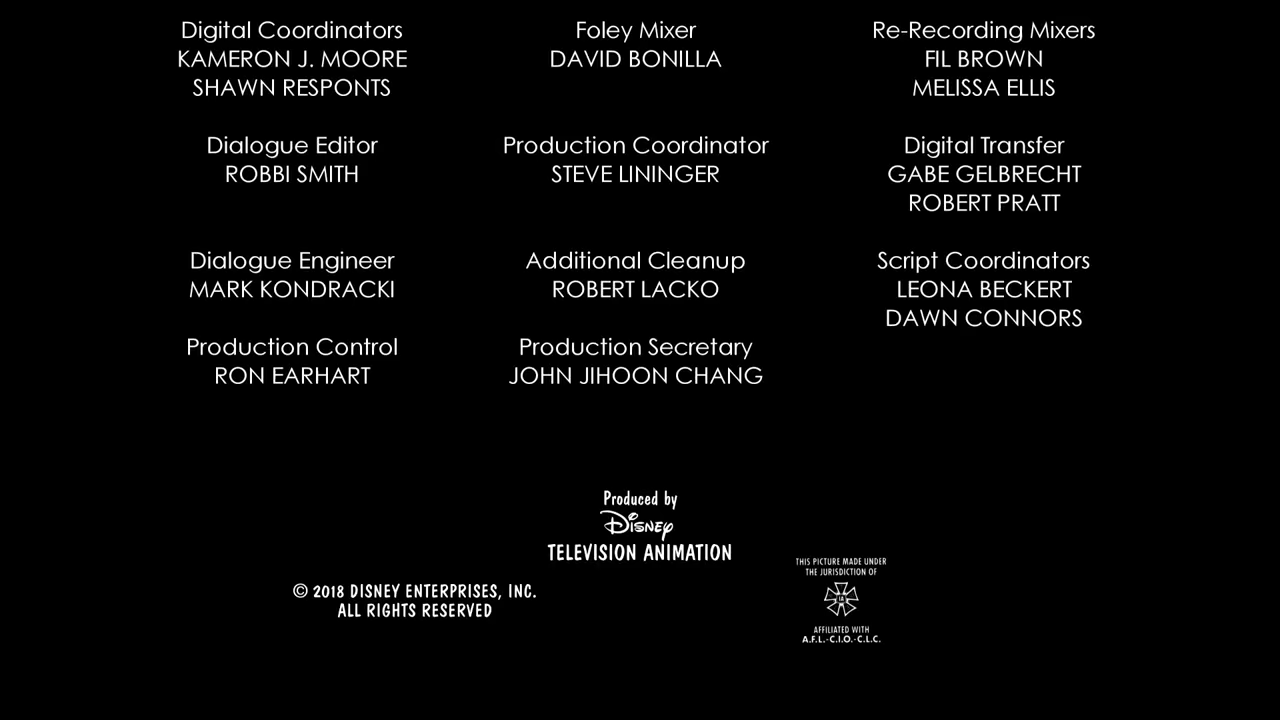 Digital Coordinators
KAMERON J. MOORE
SHAWN RESPONTS
Foley Mixer
DAVID BONILLA
Re-Recording Mixers
FIL BROWN
MELISSA ELLIS
Dialogue Editor
ROBBI SMITH
Production Coordinator
STEVE LININGER
Digital Transfer
GABE GELBRECHT
ROBERT PRATT
Dialogue Engineer
MARK KONDRACKI
Additional Cleanup
ROBERT LACKO
Script Coordinators
LEONA BECKERT
DAWN CONNORS
Production Control
RON EARHART
Production Secretary
JOHN JIHOON CHANG
Produced by
Disney
TELEVISION ANIMATION
© 2018 DISNEY ENTERPRISES, INC.
ALL RIGHTS RESERVED
THIS PICTURE MADE UNDER
THE JURISDICTION OF
IA
AFFILIATED WITH
A.F.L.-C.I.O.-C.L.C.